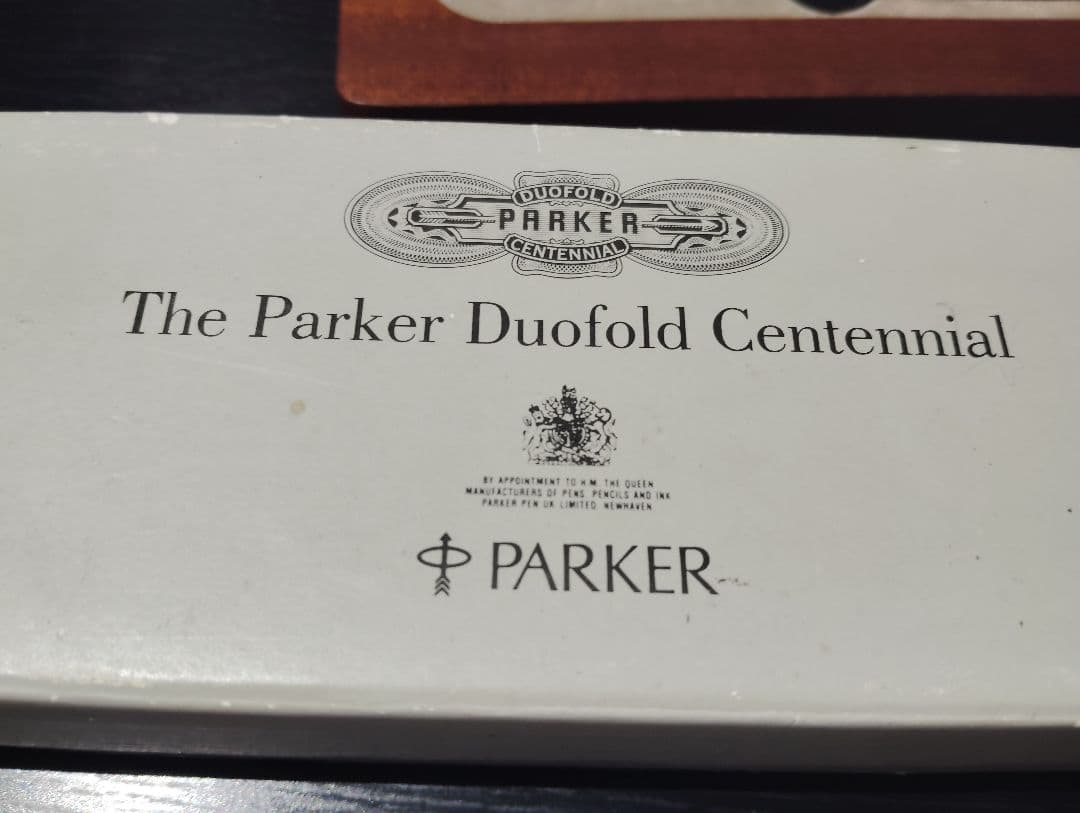 DUOFOLD
PARKER
CENTENNIAL
The Parker Duofold Centennial
BY APPOINTMENT TO H M THE QUEEN
MANUFACTURERS OF PENS PENCILS AND INK
PARKER PEN UK LIMITED NEWHAVEN
PARKER